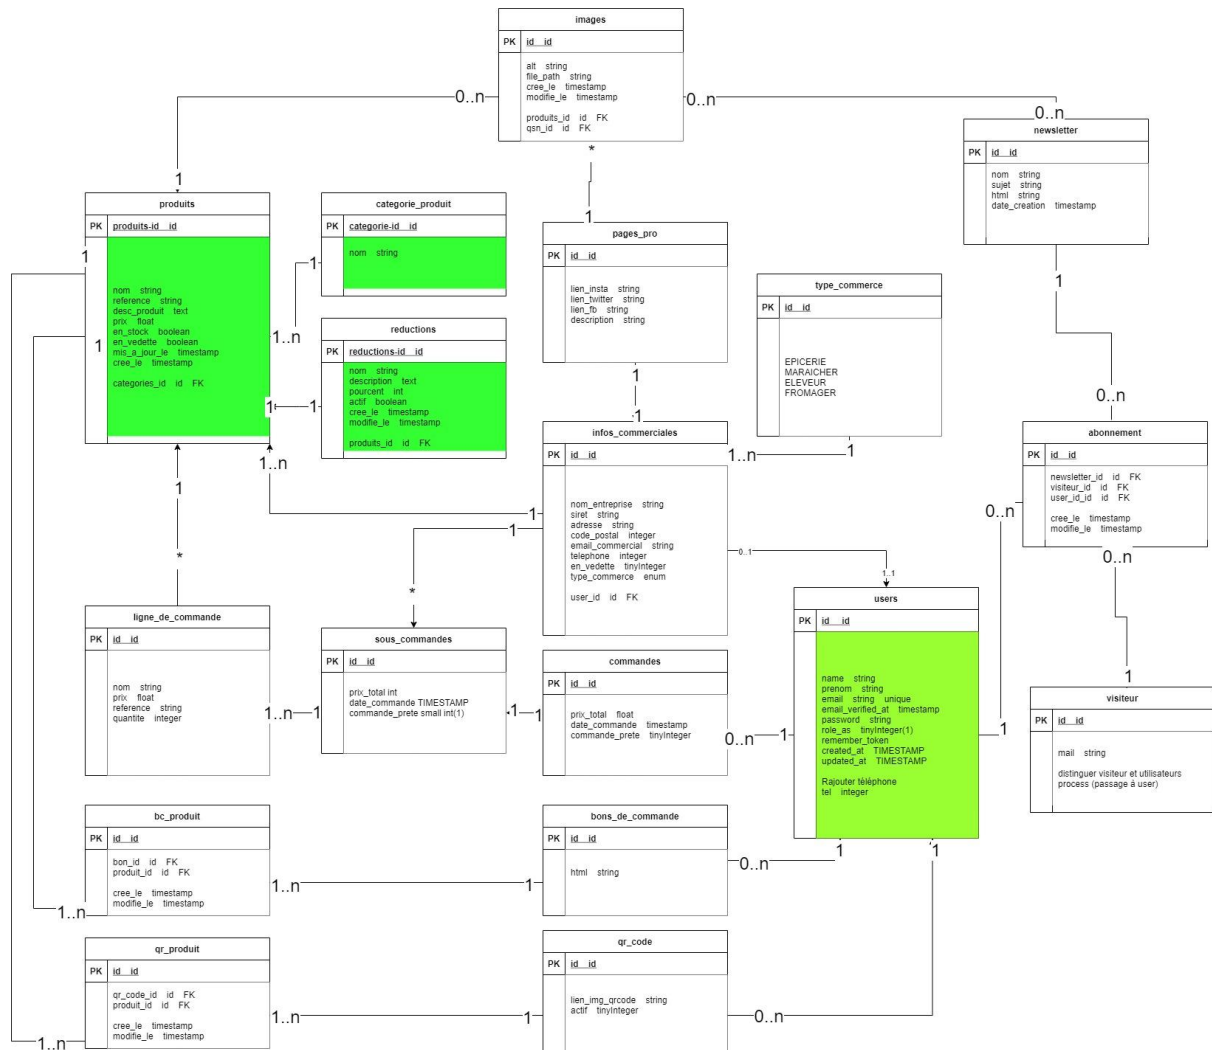 images
PK id id
alt string
file_path string
cree_le timestamp
modifie_le timestamp
produits_id id FK
qsn_id id FK
0..n
0..n
0..n
1
*
1
newsletter
PK id id
nom string
sujet string
html string
date_creation timestamp
1
0..n
produits
PK produits-id id
nom string
reference string
desc_produit text
prix float
en_stock boolean
en_vedette boolean
mis_a_jour_le timestamp
cree_le timestamp
categories_id id FK
1
1
1..n
1
1..n
1
categorie_produit
PK categorie-id id
nom string
1
reductions
PK reductions-id id
nom string
description text
pourcent int
actif boolean
cree_le timestamp
modifie_le timestamp
produits_id id FK
1
pages_pro
PK id id
lien_insta string
lien_twitter string
lien_fb string
description string
1
1
type_commerce
PK id id
EPICERIE
MARAICHER
ELEVEUR
FROMAGER
1
1..n
infos_commerciales
PK id id
nom_entreprise string
siret string
adresse string
code_postal integer
email_commercial string
telephone integer
en_vedette tinyInteger
type_commerce enum
user_id id FK
1
1
*
0..1
1..1
abonnement
PK id id
newsletter_id id FK
visiteur_id id FK
user_id_id id FK
cree_le timestamp
modifie_le timestamp
0..n
0..n
1
1
users
PK id id
name string
prenom string
email string unique
email_verified_at timestamp
password string
role_as tinyInteger(1)
remember_token
created_at TIMESTAMP
updated_at TIMESTAMP
Rajouter téléphone
tel integer
1
1
1
visiteur
PK id id
mail string
distinguer visiteur et utilisateurs
process (passage à user)
*
ligne_de_commande
PK id id
nom string
prix float
reference string
quantite integer
1..n
1
sous_commandes
PK id id
prix_total int
date_commande TIMESTAMP
commande_prete small int(1)
1
1
commandes
PK id id
prix_total float
date_commande timestamp
commande_prete tinyInteger
0..n
bc_produit
PK id id
bon_id id FK
produit_id id FK
cree_le timestamp
modifie_le timestamp
1..n
1..n
1
bons_de_commande
PK id id
html string
0..n
qr_produit
PK id id
qr_code_id id FK
produit_id id FK
cree_le timestamp
modifie_le timestamp
1..n
1..n
1
qr_code
PK id id
lien_img_qrcode string
actif tinyInteger
0..n